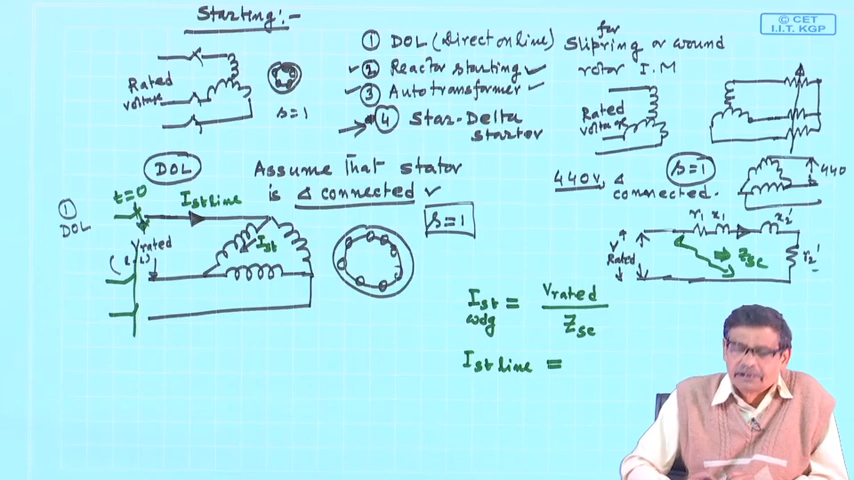 Starting:-
© CET
I.I.T. KGP
Rated
voltage
s=1
① DOL (Direct on line)
② Reactor starting
③ Autotransformer
④ Star-Delta
starter
for
Slipring or wound
rotor I.M
Rated
voltage
DOL
Assume that stator
is Δ connected
s=1
440V, Δ
connected.
s=1
440
① DOL
t=0
Ist line
Vrated
(L-L)
Ist
V
Rated
r1 x1 x2'
Zsc
r2'
Ist wdg = Vrated / Zsc
Ist line =